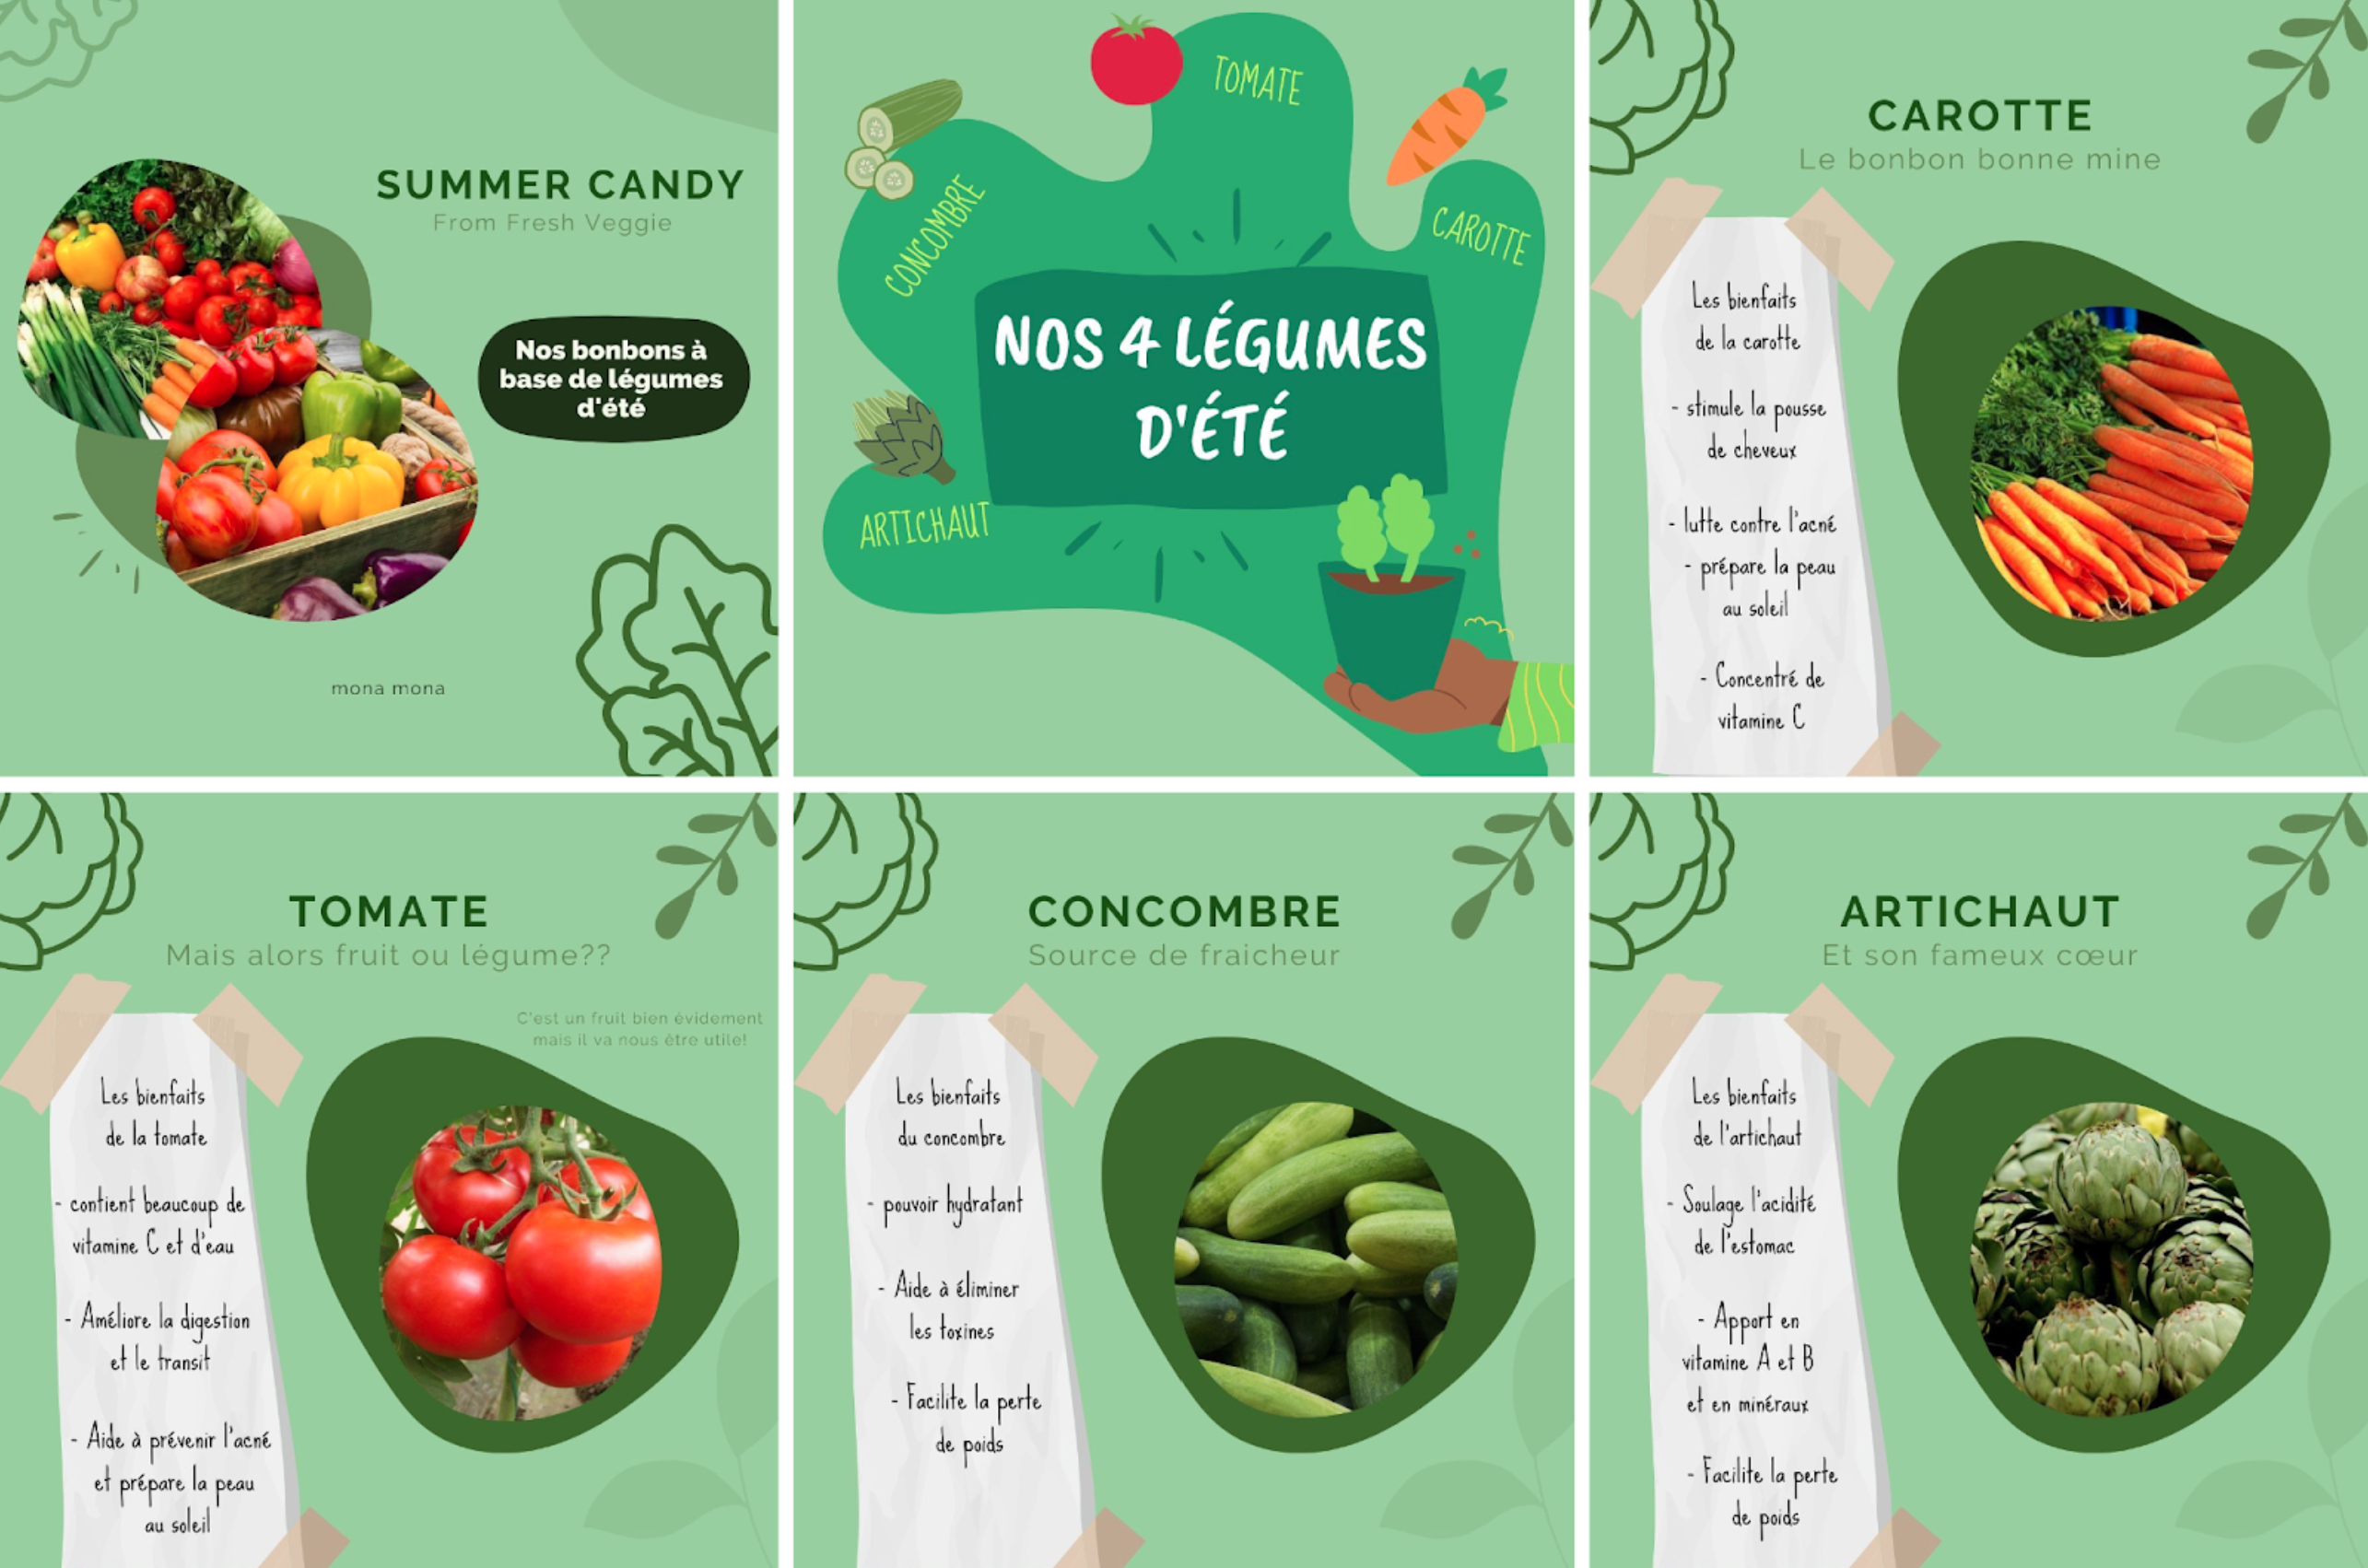 SUMMER CANDY
From Fresh Veggie
Nos bonbons à
base de légumes
d'été
mona mona
TOMATE
CONCOMBRE
CAROTTE
NOS 4 LÉGUMES
D'ÉTÉ
ARTICHAUT
CAROTTE
Le bonbon bonne mine
Les bienfaits
de la carotte
- stimule la pousse
de cheveux
- lutte contre l'acné
- prépare la peau
au soleil
- Concentré de
vitamine C
TOMATE
Mais alors fruit ou légume??
C'est un fruit bien évidement
mais il va nous être utile!
Les bienfaits
de la tomate
- contient beaucoup de
vitamine C et d'eau
- Améliore la digestion
et le transit
- Aide à prévenir l'acné
et prépare la peau
au soleil
CONCOMBRE
Source de fraicheur
Les bienfaits
du concombre
- pouvoir hydratant
- Aide à éliminer
les toxines
- Facilite la perte
de poids
ARTICHAUT
Et son fameux cœur
Les bienfaits
de l'artichaut
- Soulage l'acidité
de l'estomac
- Apport en
vitamine A et B
et en minéraux
- Facilite la perte
de poids